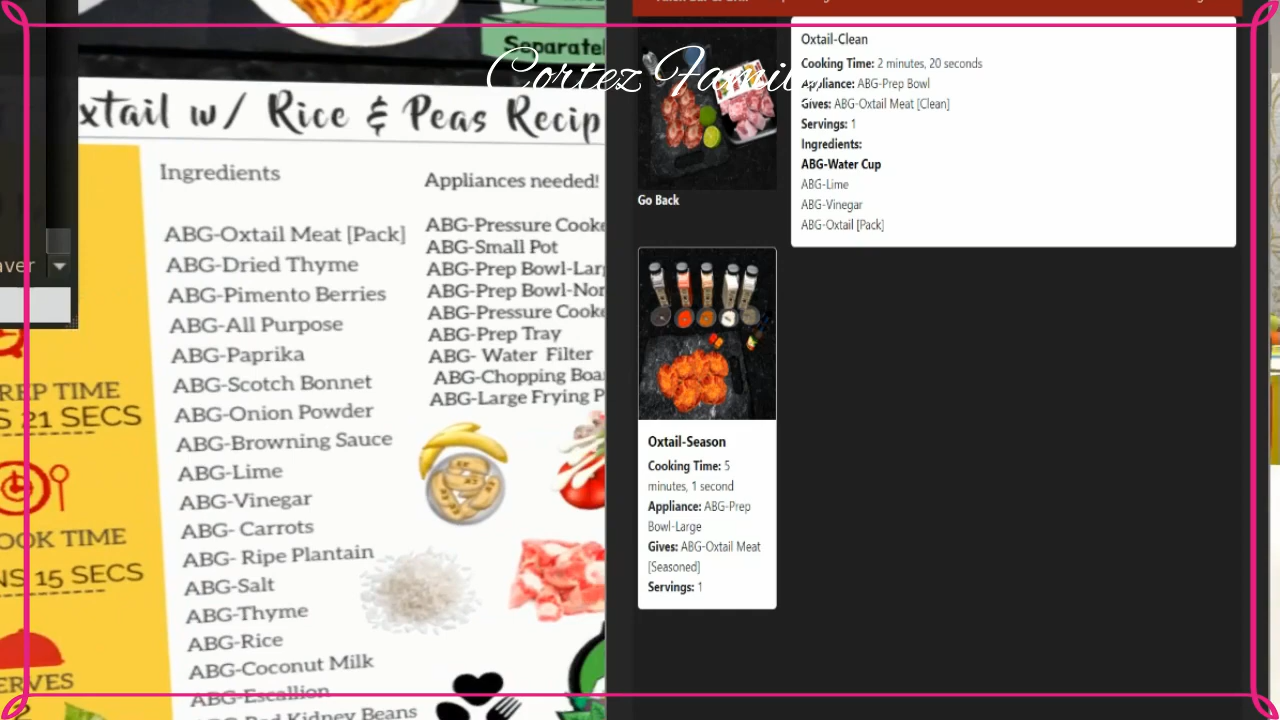 Separatel
Cortez Family
xtail w/ Rice & Peas Recip
Ingredients
ABG-Oxtail Meat [Pack]
ABG-Dried Thyme
ABG-Pimento Berries
ABG-All Purpose
ABG-Paprika
ABG-Scotch Bonnet
ABG-Onion Powder
ABG-Browning Sauce
ABG-Lime
ABG-Vinegar
ABG- Carrots
ABG- Ripe Plantain
ABG-Salt
ABG-Thyme
ABG-Rice
ABG-Coconut Milk
ABG-Escallion
Kidney Beans
Appliances needed!
ABG-Pressure Cooke
ABG-Small Pot
ABG-Prep Bowl-Larg
ABG-Prep Bowl-Nor
ABG-Pressure Cooke
ABG-Prep Tray
ABG- Water Filter
ABG-Chopping Boa
ABG-Large Frying P
aver
REP TIME
S 21 SECS
OOK TIME
NS 15 SECS
ERVES
Go Back
Oxtail-Clean
Cooking Time: 2 minutes, 20 seconds
Appliance: ABG-Prep Bowl
Gives: ABG-Oxtail Meat [Clean]
Servings: 1
Ingredients:
ABG-Water Cup
ABG-Lime
ABG-Vinegar
ABG-Oxtail [Pack]
Oxtail-Season
Cooking Time: 5
minutes, 1 second
Appliance: ABG-Prep
Bowl-Large
Gives: ABG-Oxtail Meat
[Seasoned]
Servings: 1